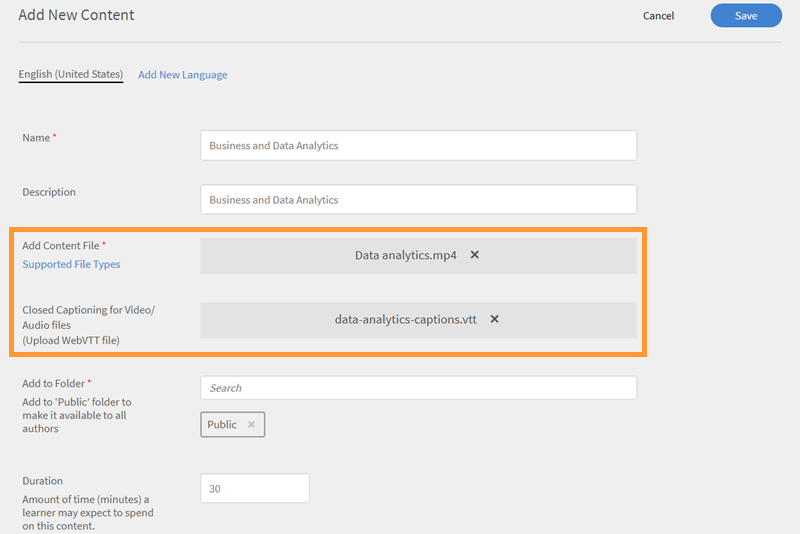 Add New Content
Cancel
Save
English (United States)
Add New Language
Name *
Business and Data Analytics
Description
Business and Data Analytics
Add Content File *
Supported File Types
Data analytics.mp4 ✕
Closed Captioning for Video/
Audio files
(Upload WebVTT file)
data-analytics-captions.vtt ✕
Add to Folder *
Add to ‘Public’ folder to
make it available to all
authors
Search
Public ✕
Duration
Amount of time (minutes) a
learner may expect to spend
on this content.
30